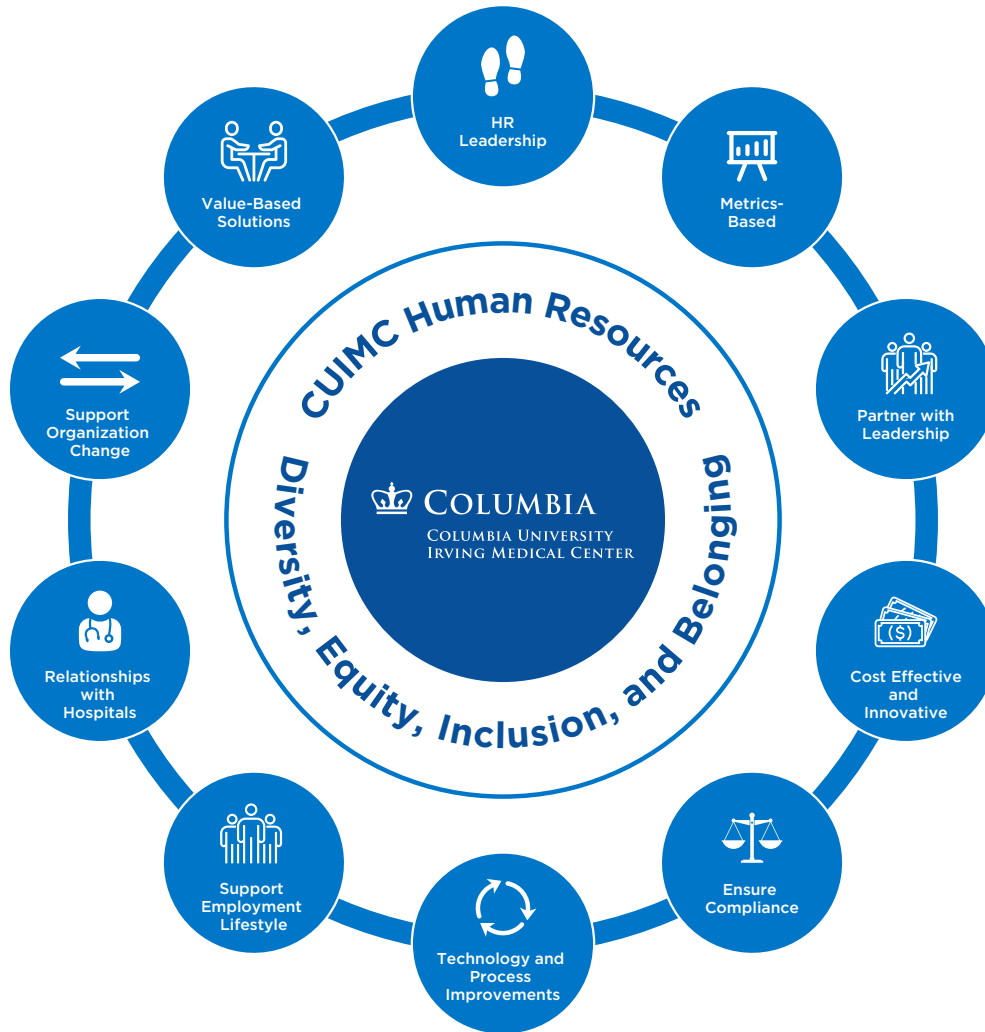 HR
Leadership
Metrics-
Based
Partner with
Leadership
Cost Effective
and
Innovative
Ensure
Compliance
Technology and
Process
Improvements
Support
Employment
Lifestyle
Relationships
with
Hospitals
Support
Organization
Change
Value-Based
Solutions
CUIMC Human Resources
Diversity, Equity, Inclusion, and Belonging
COLUMBIA
COLUMBIA UNIVERSITY
IRVING MEDICAL CENTER
($)